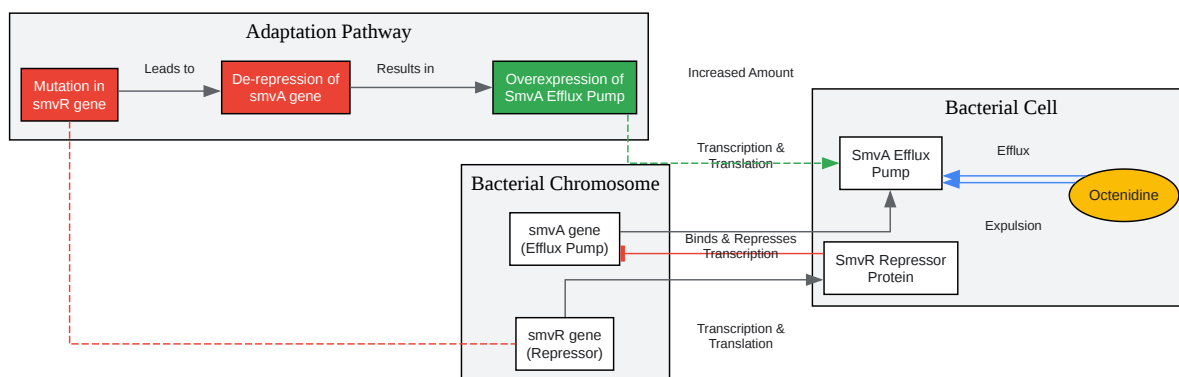 Adaptation Pathway
Mutation in
smvR gene
Leads to
De-repression of
smvA gene
Results in
Overexpression of
SmvA Efflux Pump
Increased Amount
Bacterial Cell
Transcription &
Translation
SmvA Efflux
Pump
Efflux
Octenidine
Expulsion
Bacterial Chromosome
smvA gene
(Efflux Pump)
Binds & Represses
Transcription
SmvR Repressor
Protein
smvR gene
(Repressor)
Transcription &
Translation